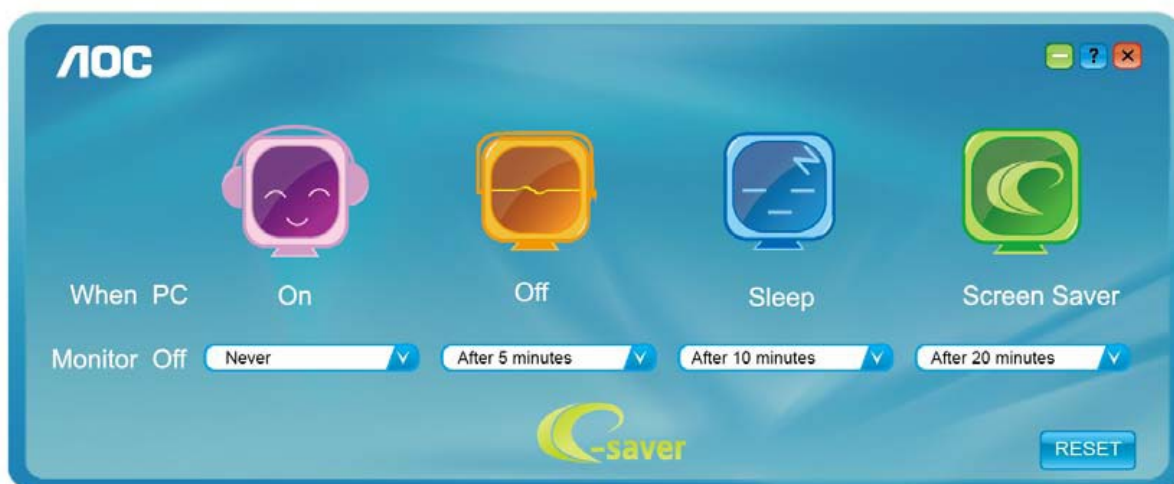 AOC
?
When PC On Off Sleep Screen Saver
Monitor Off Never After 5 minutes After 10 minutes After 20 minutes
e-saver
RESET